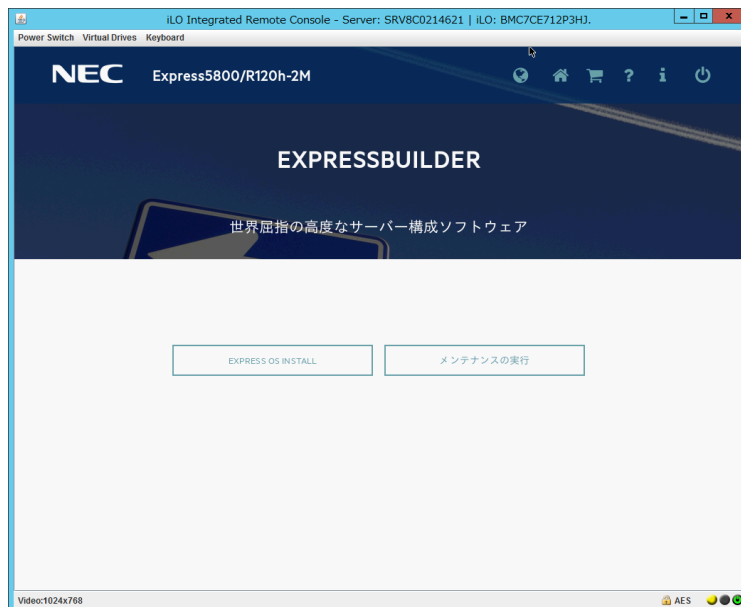 iLO Integrated Remote Console - Server: SRV8C0214621 | iLO: BMC7CE712P3HJ.
Power Switch Virtual Drives Keyboard
NEC Express5800/R120h-2M
EXPRESSBUILDER
世界屈指の高度なサーバー構成ソフトウェア
EXPRESS OS INSTALL メンテナンスの実行
Video:1024x768 AES